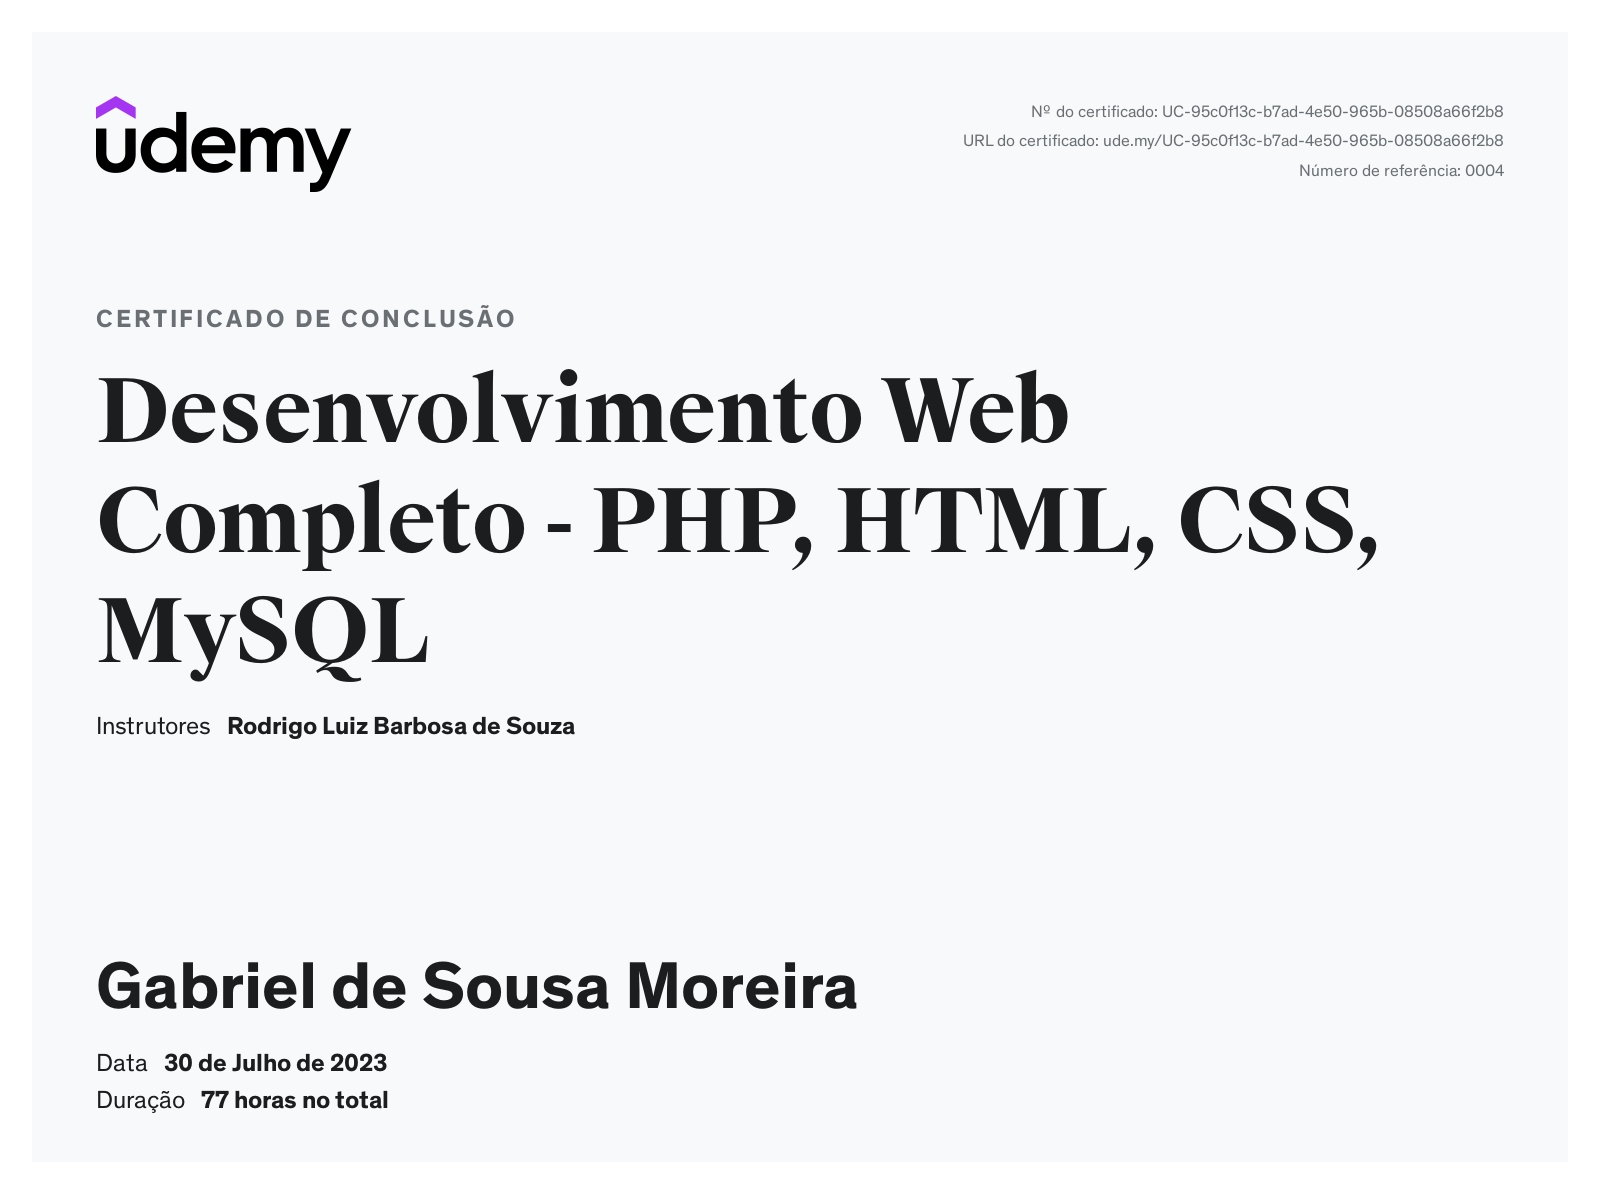 udemy
Nº do certificado: UC-95c0f13c-b7ad-4e50-965b-08508a66f2b8
URL do certificado: ude.my/UC-95c0f13c-b7ad-4e50-965b-08508a66f2b8
Número de referência: 0004
CERTIFICADO DE CONCLUSÃO
Desenvolvimento Web
Completo - PHP, HTML, CSS,
MySQL
Instrutores Rodrigo Luiz Barbosa de Souza
Gabriel de Sousa Moreira
Data 30 de Julho de 2023
Duração 77 horas no total